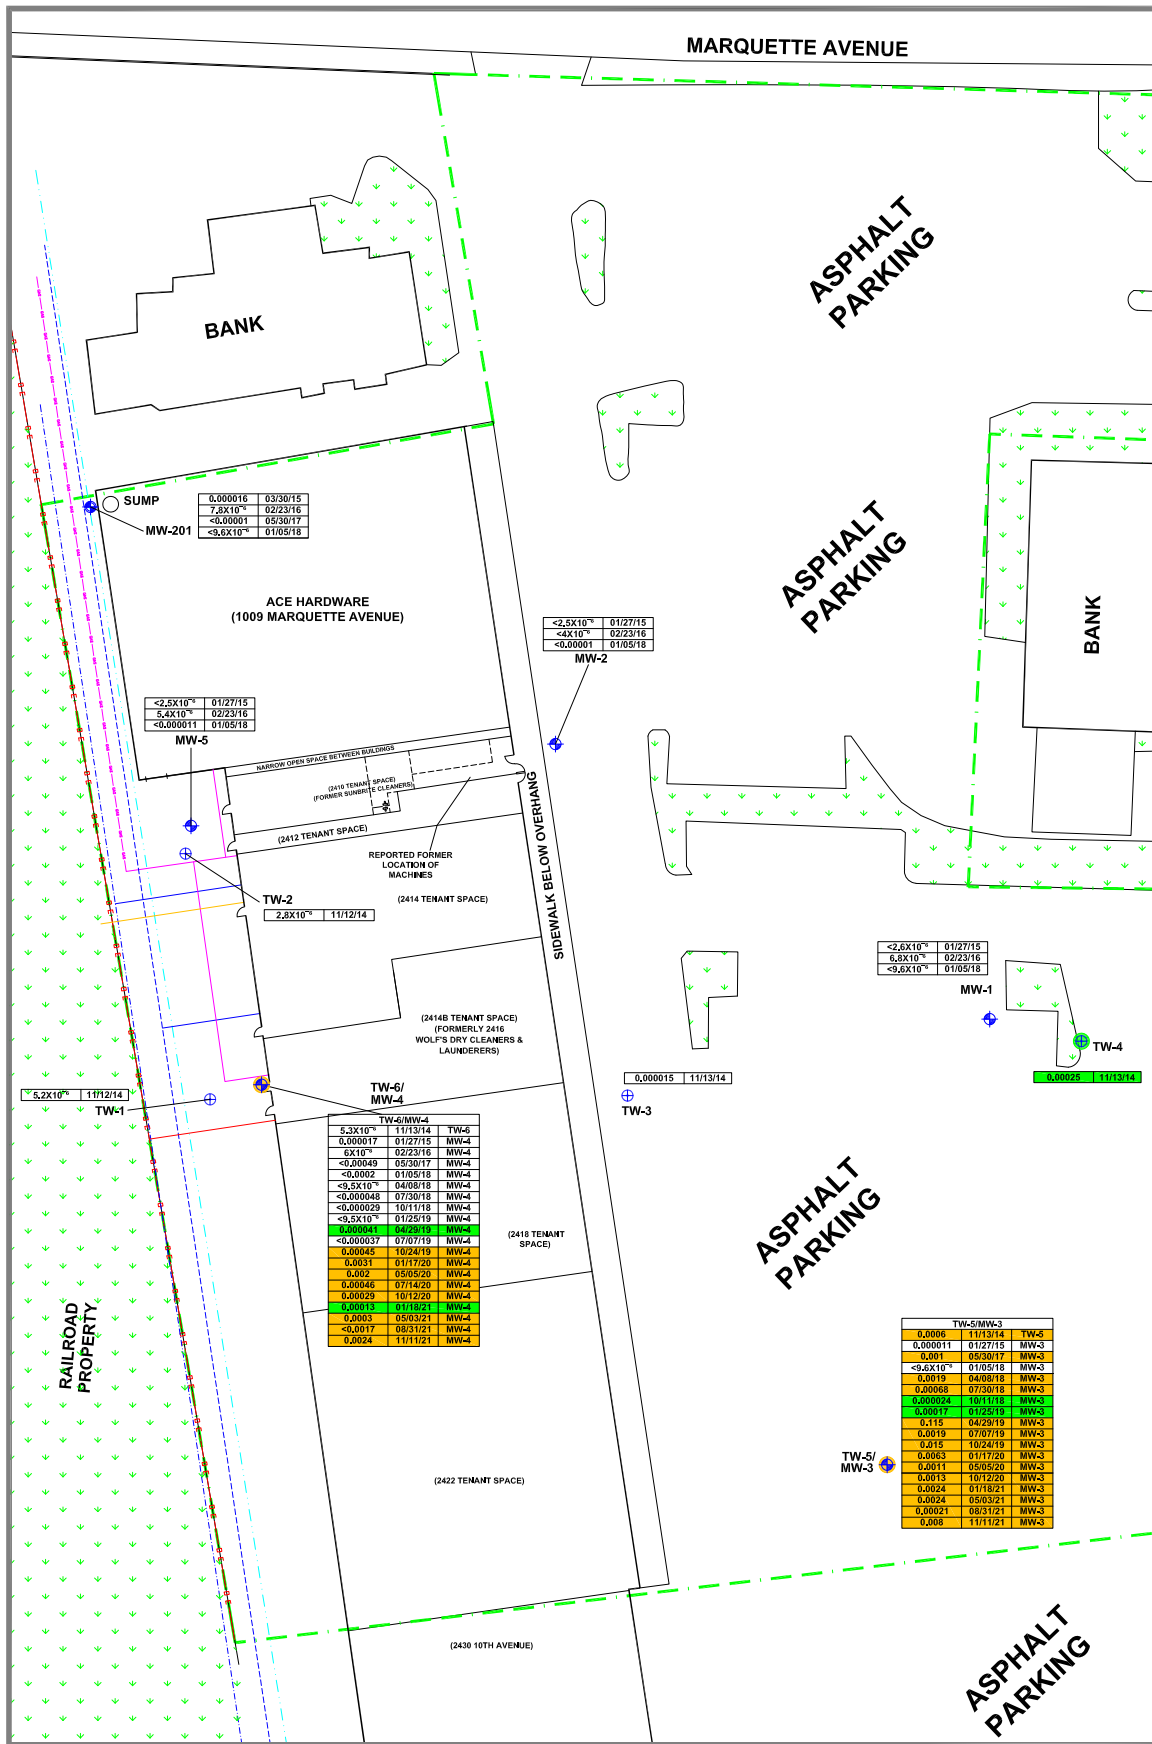 MARQUETTE AVENUE
ASPHALT
PARKING
BANK
SUMP
MW-201
0.000016 03/30/15
7.8X10⁻⁶ 02/23/16
<0.00001 05/30/17
<9.6X10⁻⁶ 01/05/18
ASPHALT
PARKING
BANK
ACE HARDWARE
(1009 MARQUETTE AVENUE)
<2.5X10⁻⁶ 01/27/15
<4X10⁻⁶ 02/23/16
<0.00001 01/05/18
MW-2
<2.5X10⁻⁶ 01/27/15
5.4X10⁻⁶ 02/23/16
<0.000011 01/05/18
MW-5
NARROW OPEN SPACE BETWEEN BUILDINGS
(2410 TENANT SPACE)
(FORMER SUNBRITE CLEANERS)
(2412 TENANT SPACE)
REPORTED FORMER
LOCATION OF
MACHINES
SIDEWALK BELOW OVERHANG
TW-2
2.8X10⁻⁶ 11/12/14
(2414 TENANT SPACE)
<2.6X10⁻⁶ 01/27/15
6.8X10⁻⁶ 02/23/16
<9.6X10⁻⁶ 01/05/18
MW-1
(2414B TENANT SPACE)
(FORMERLY 2416
WOLF'S DRY CLEANERS &
LAUNDERERS)
TW-4
0.00025 11/13/14
0.000015 11/13/14
TW-3
5.2X10⁻⁶ 11/12/14
TW-1
TW-6/
MW-4
TW-6/MW-4
5.3X10⁻⁶ 11/13/14 TW-6
0.000017 01/27/15 MW-4
6X10⁻⁶ 02/23/16 MW-4
<0.00049 05/30/17 MW-4
<0.0002 01/05/18 MW-4
<9.5X10⁻⁶ 04/08/18 MW-4
<0.000048 07/30/18 MW-4
<0.000029 10/11/18 MW-4
<9.5X10⁻⁶ 01/25/19 MW-4
0.000041 04/29/19 MW-4
<0.000037 07/07/19 MW-4
0.00045 10/24/19 MW-4
0.0031 01/17/20 MW-4
0.002 05/05/20 MW-4
0.00046 07/14/20 MW-4
0.00029 10/12/20 MW-4
0.00013 01/18/21 MW-4
0.0003 05/03/21 MW-4
<0.0017 08/31/21 MW-4
0.0024 11/11/21 MW-4
(2418 TENANT
SPACE)
ASPHALT
PARKING
RAILROAD
PROPERTY
TW-5/MW-3
0.0006 11/13/14 TW-5
0.000011 01/27/15 MW-3
0.001 05/30/17 MW-3
<9.6X10⁻⁶ 01/05/18 MW-3
0.0019 04/08/18 MW-3
0.00068 07/30/18 MW-3
0.000024 10/11/18 MW-3
0.00017 01/25/19 MW-3
0.115 04/29/19 MW-3
0.0019 07/07/19 MW-3
0.015 10/24/19 MW-3
0.0063 01/17/20 MW-3
0.0011 05/05/20 MW-3
0.0013 10/12/20 MW-3
0.0024 01/18/21 MW-3
0.0024 05/03/21 MW-3
0.00021 08/31/21 MW-3
0.008 11/11/21 MW-3
TW-5/
MW-3
(2422 TENANT SPACE)
(2430 10TH AVENUE)
ASPHALT
PARKING